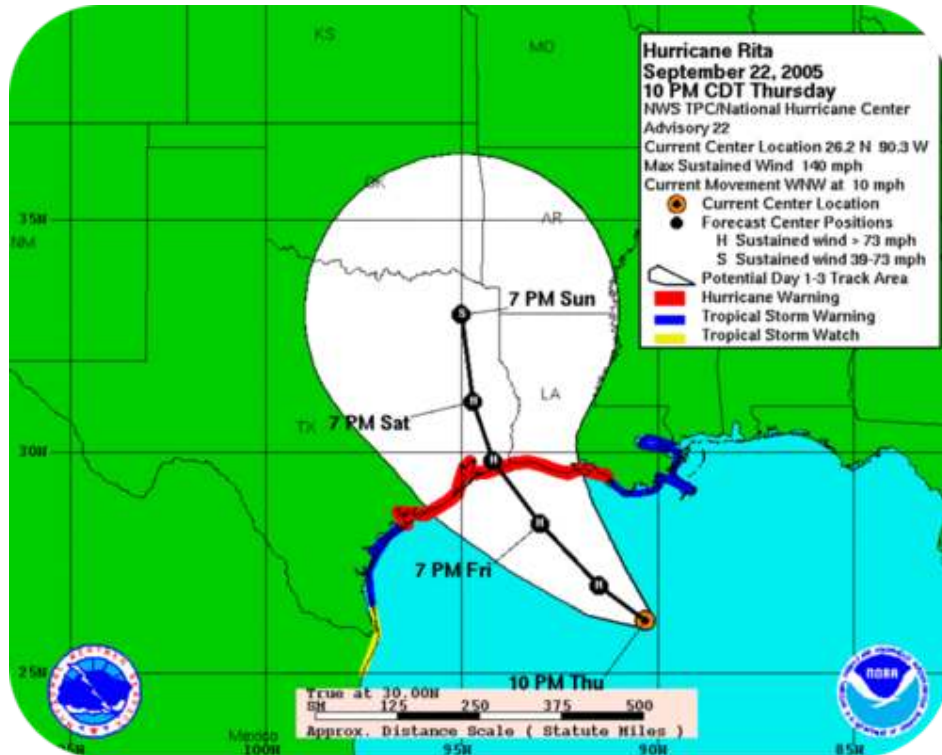 KS
MO
Hurricane Rita
September 22, 2005
10 PM CDT Thursday
NWS TPC/National Hurricane Center
Advisory 22
Current Center Location 26.2 N 90.3 W
Max Sustained Wind 140 mph
Current Movement WNW at 10 mph
Current Center Location
Forecast Center Positions
H Sustained wind > 73 mph
S Sustained wind 39-73 mph
Potential Day 1-3 Track Area
Hurricane Warning
Tropical Storm Warning
Tropical Storm Watch
OK
35N
AR
NM
S
7 PM Sun
LA
H
7 PM Sat
TX
30N
H
H
7 PM Fri
H
25N
10 PM Thu
NOAA
True at 30.00N
SM 125 250 375 500
Approx. Distance Scale ( Statute Miles )
Mexico
100W
95W
90W
85W